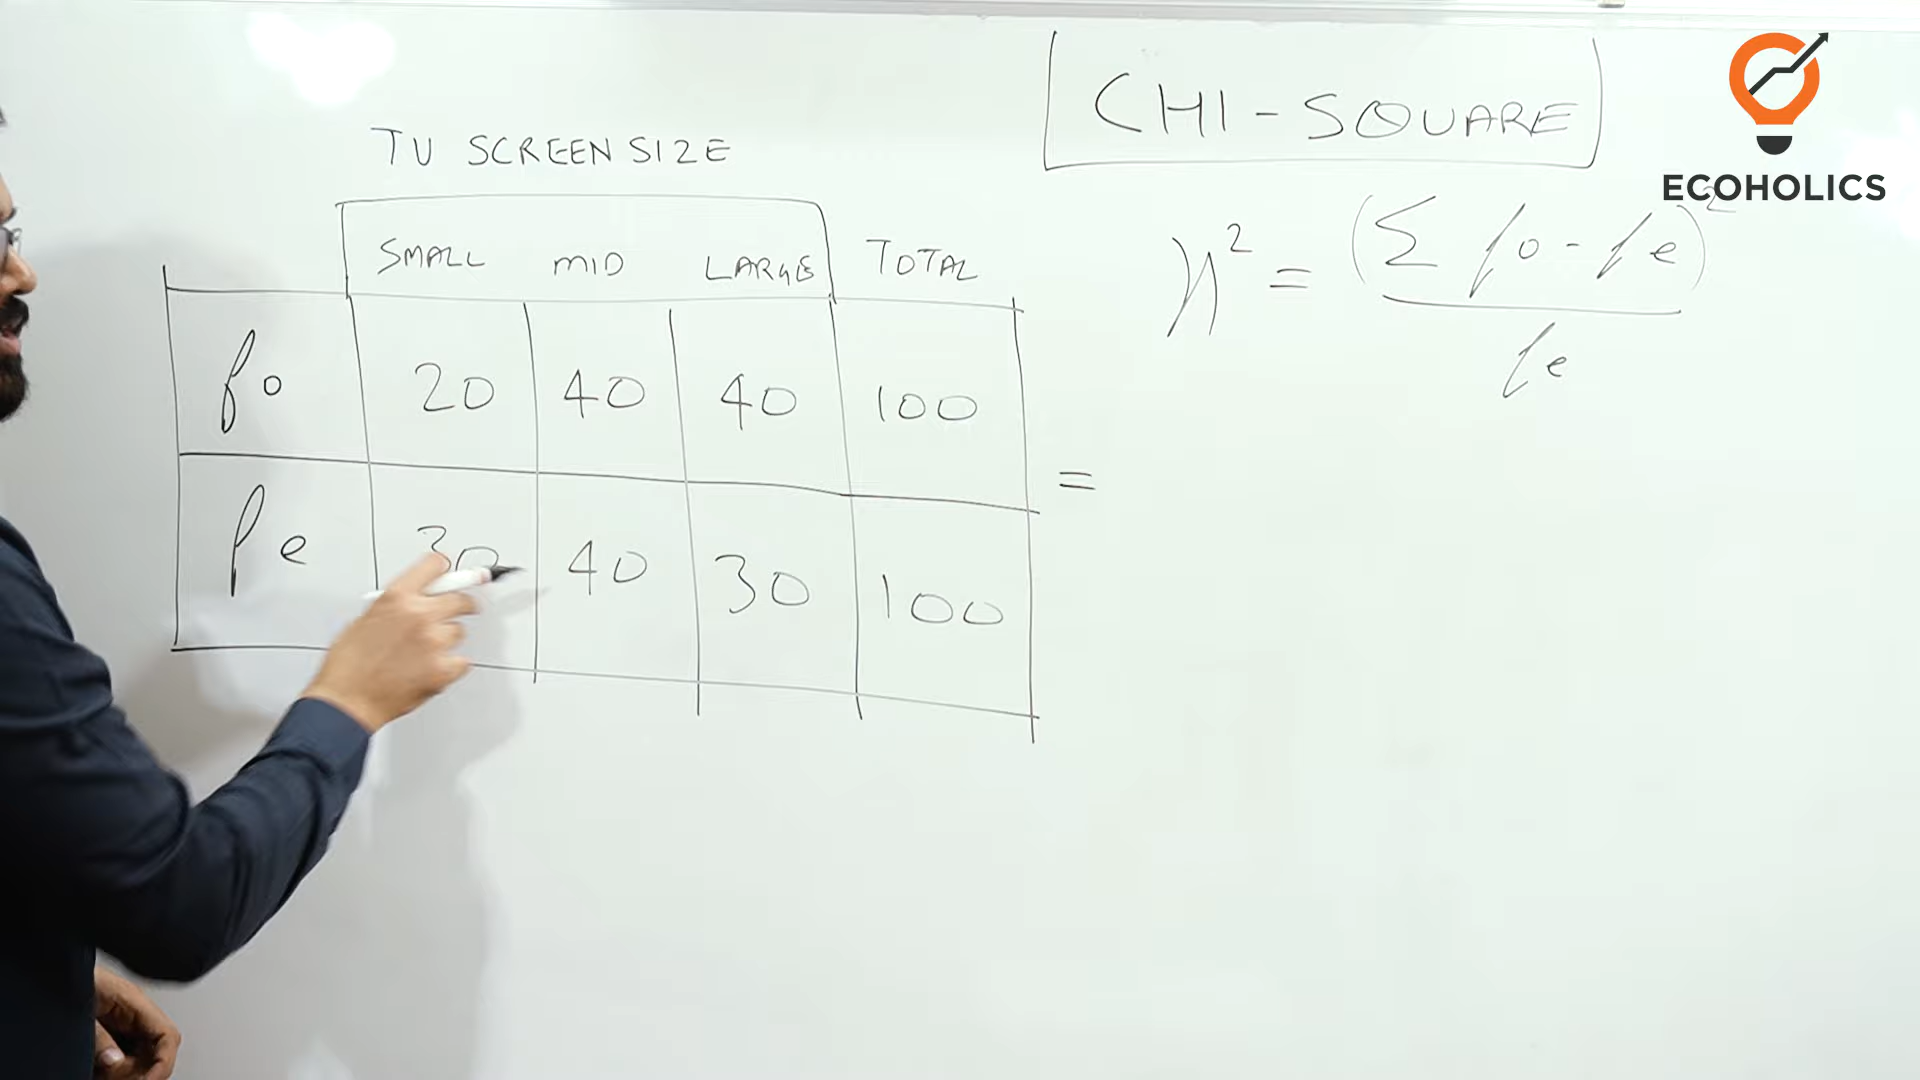 CHI-SQUARE
ECOHOLICS
TV SCREEN SIZE
SMALL MID LARGE TOTAL
fo 20 40 40 100
fe 30 40 30 100
χ² = (Σ fo - fe)²
fe
=